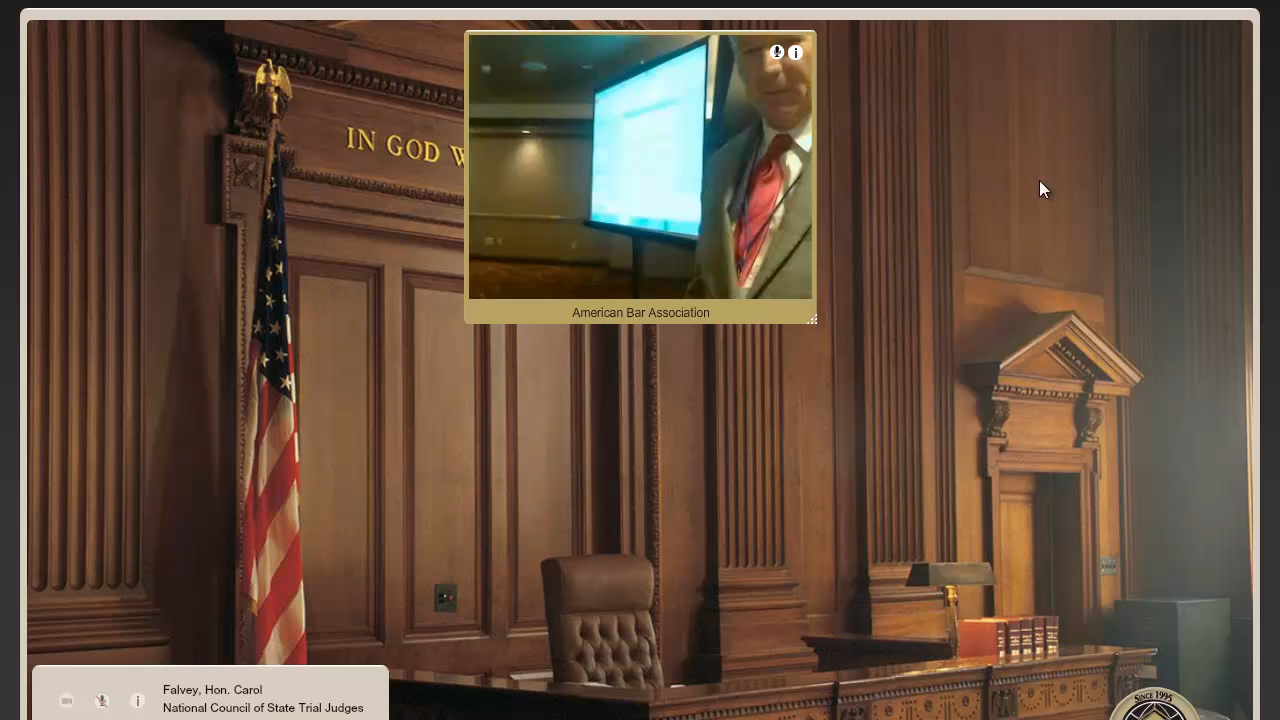 IN GOD W
American Bar Association
Falvey, Hon. Carol
National Council of State Trial Judges
SINCE 1995